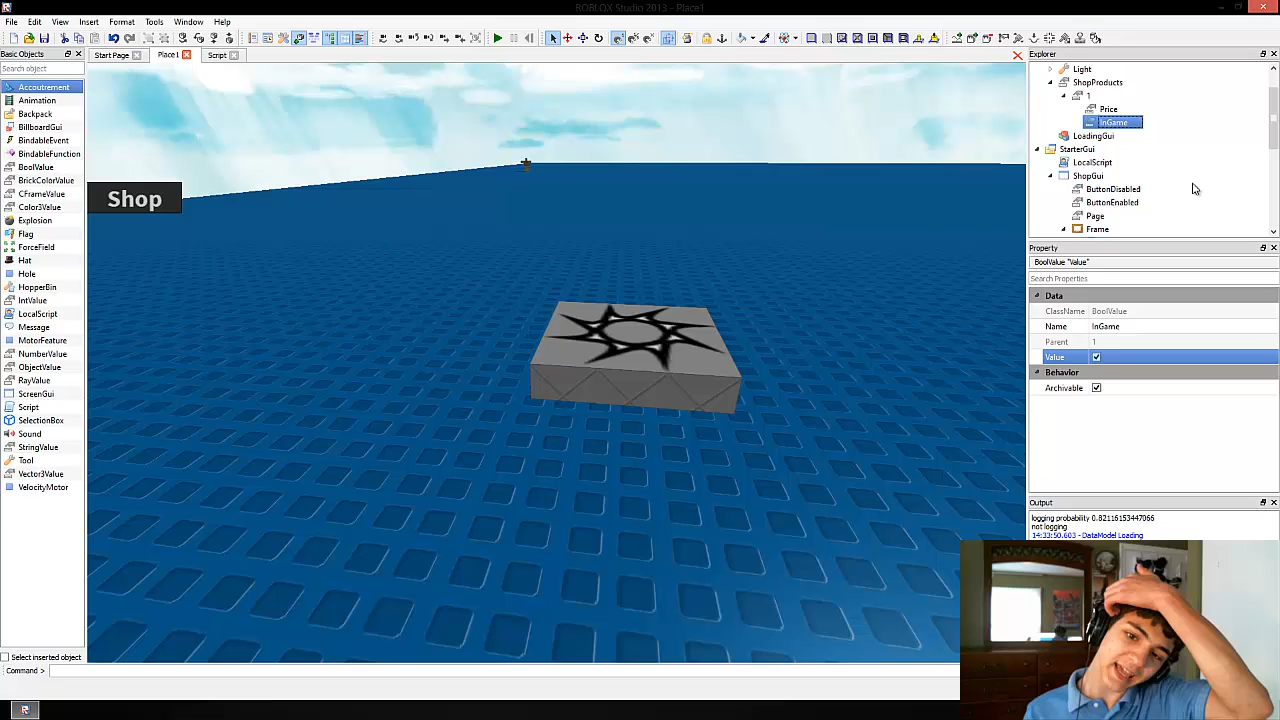 ROBLOX Studio 2013 - Place1
File Edit View Insert Format Tools Window Help
Basic Objects
Search object
Accoutrement
Animation
Backpack
BillboardGui
BindableEvent
BindableFunction
BoolValue
BrickColorValue
CFrameValue
Color3Value
Explosion
Flag
ForceField
Hat
Hole
HopperBin
IntValue
LocalScript
Message
MotorFeature
NumberValue
ObjectValue
RayValue
ScreenGui
Script
SelectionBox
Sound
StringValue
Tool
Vector3Value
VelocityMotor
Select inserted object
Command >
Start Page Place1 Script
Shop
Explorer
Light
ShopProducts
1
Price
InGame
LoadingGui
StarterGui
LocalScript
ShopGui
ButtonDisabled
ButtonEnabled
Page
Frame
Property
BoolValue "Value"
Search Properties
Data
ClassName BoolValue
Name InGame
Parent 1
Value
Behavior
Archivable
Output
logging probability 0.82116153447066
not logging
14:33:50.603 - DataModel Loading